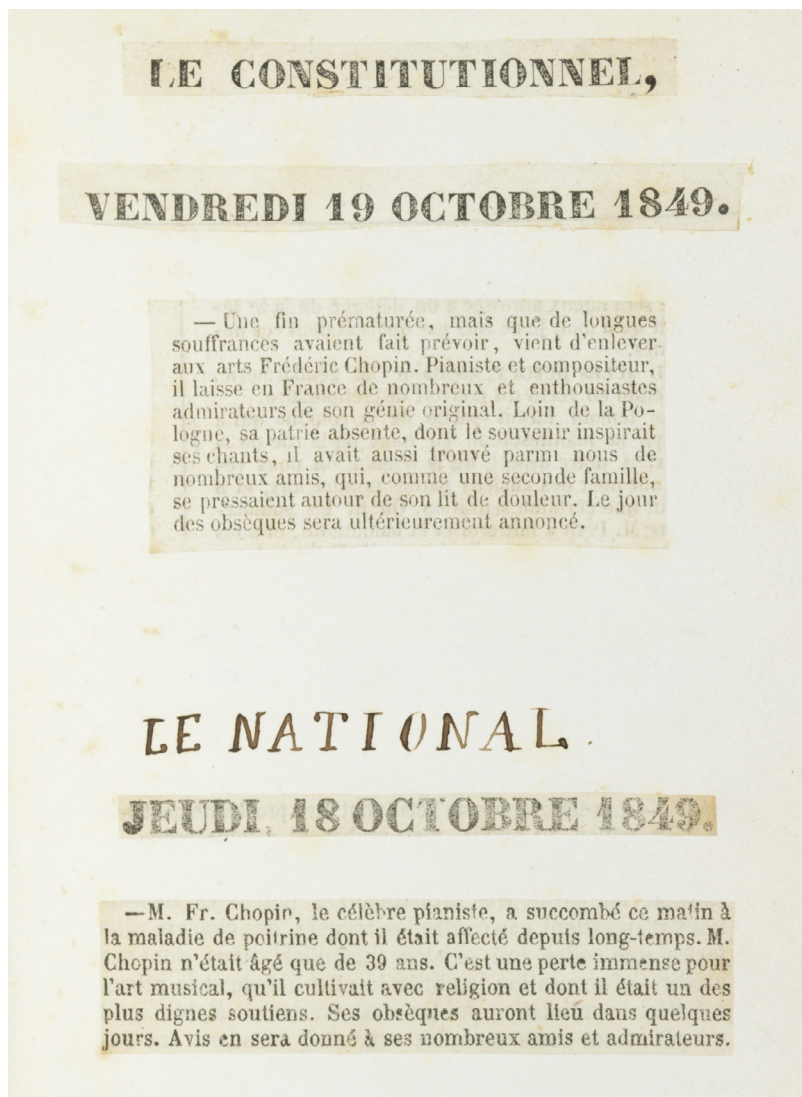 LE CONSTITUTIONNEL,
VENDREDI 19 OCTOBRE 1849.
— Une fin prématurée, mais que de longues
souffrances avaient fait prévoir, vient d'enlever
aux arts Frédéric Chopin. Pianiste et compositeur,
il laisse en France de nombreux et enthousiastes
admirateurs de son génie original. Loin de la Po-
logne, sa patrie absente, dont le souvenir inspirait
ses chants, il avait aussi trouvé parmi nous de
nombreux amis, qui, comme une seconde famille,
se pressaient autour de son lit de douleur. Le jour
des obsèques sera ultérieurement annoncé.
LE NATIONAL.
JEUDI, 18 OCTOBRE 1849.
—M. Fr. Chopin, le célèbre pianiste, a succombé ce matin à
la maladie de poitrine dont il était affecté depuis long-temps. M.
Chopin n'était âgé que de 39 ans. C'est une perte immense pour
l'art musical, qu'il cultivait avec religion et dont il était un des
plus dignes soutiens. Ses obsèques auront lieu dans quelques
jours. Avis en sera donné à ses nombreux amis et admirateurs.